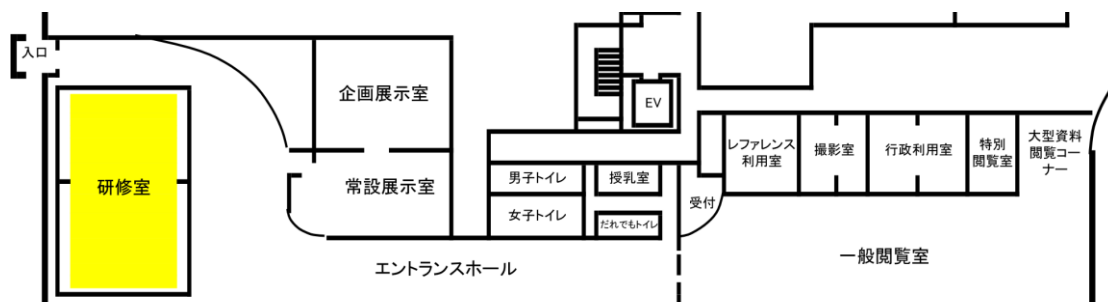 入口
企画展示室
常設展示室
研修室
エントランスホール
EV
男子トイレ
女子トイレ
授乳室
だれでもトイレ
受付
レファレンス
利用室
撮影室
行政利用室
特別
閲覧室
大型資料
閲覧コー
ナー
一般閲覧室